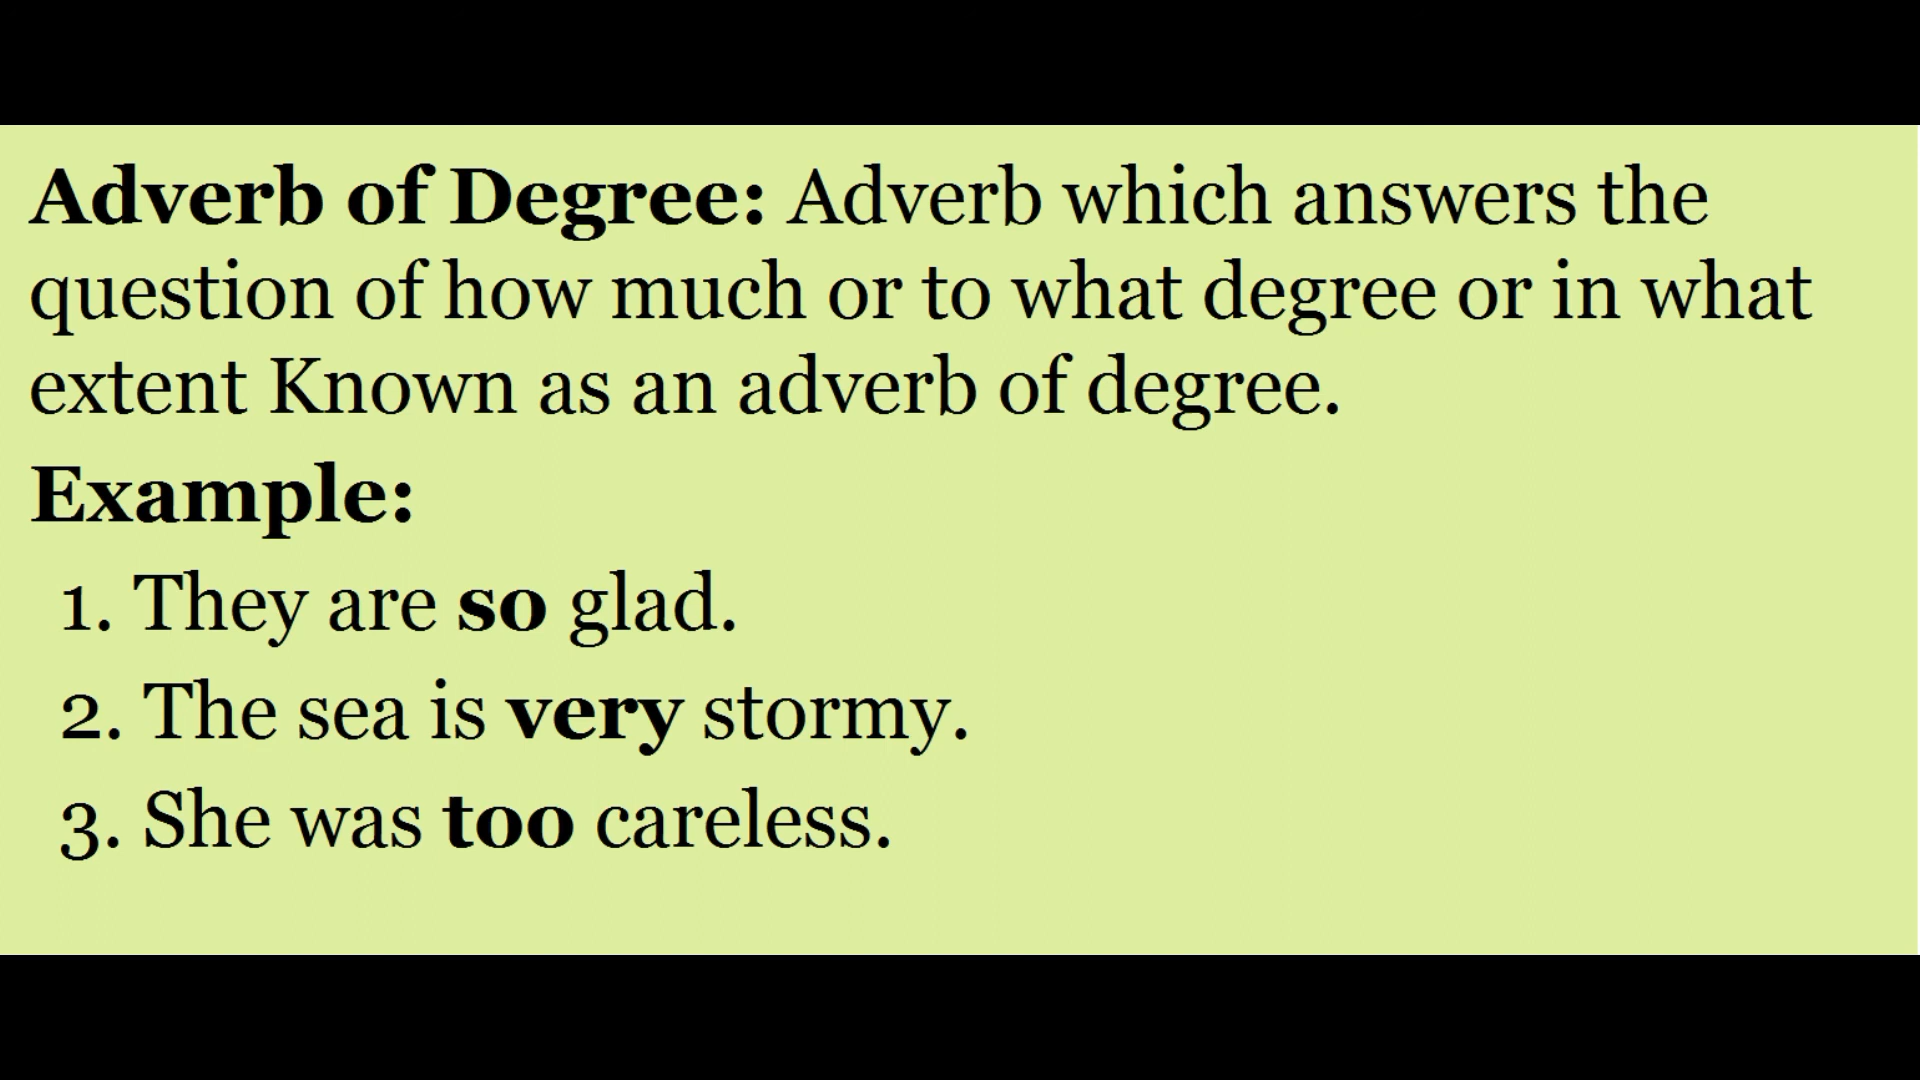 Adverb of Degree: Adverb which answers the
question of how much or to what degree or in what
extent Known as an adverb of degree.
Example:
1. They are so glad.
2. The sea is very stormy.
3. She was too careless.